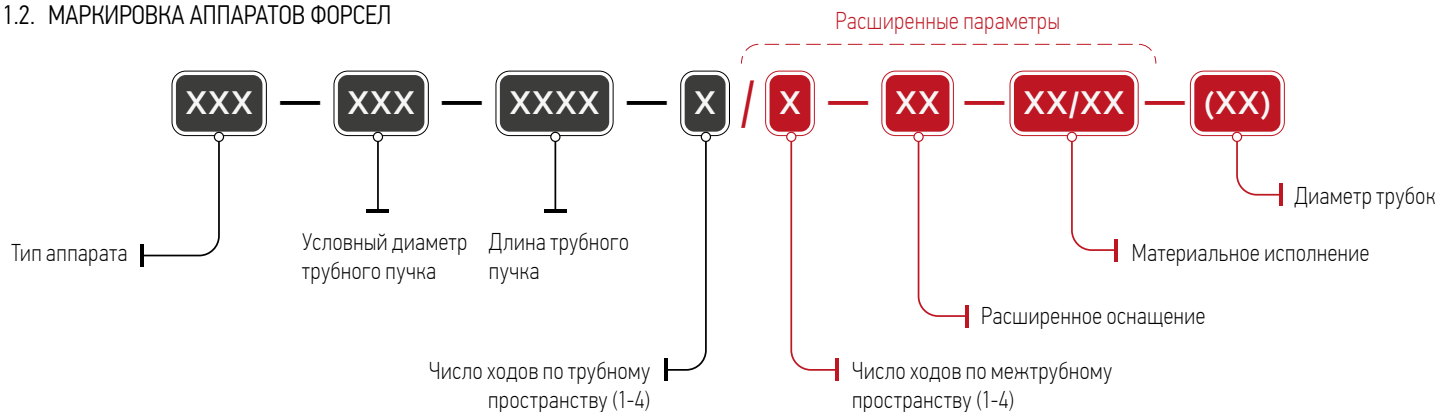 1.2. МАРКИРОВКА АППАРАТОВ ФОРСЕЛ
Расширенные параметры
XXX — XXX — XXXX — X / X — XX — XX/XX — (XX)
Диаметр трубок
Тип аппарата
Условный диаметр
трубного пучка
Длина трубного
пучка
Материальное исполнение
Расширенное оснащение
Число ходов по трубному
пространству (1-4)
Число ходов по межтрубному
пространству (1-4)